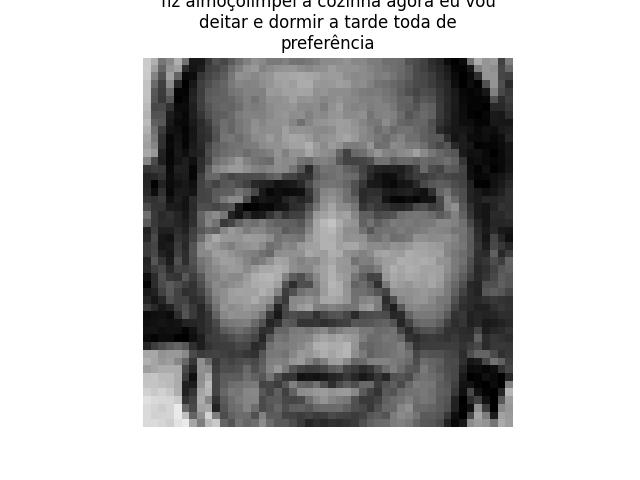 fiz almoçolimpei a cozinha agora eu vou
deitar e dormir a tarde toda de
preferência